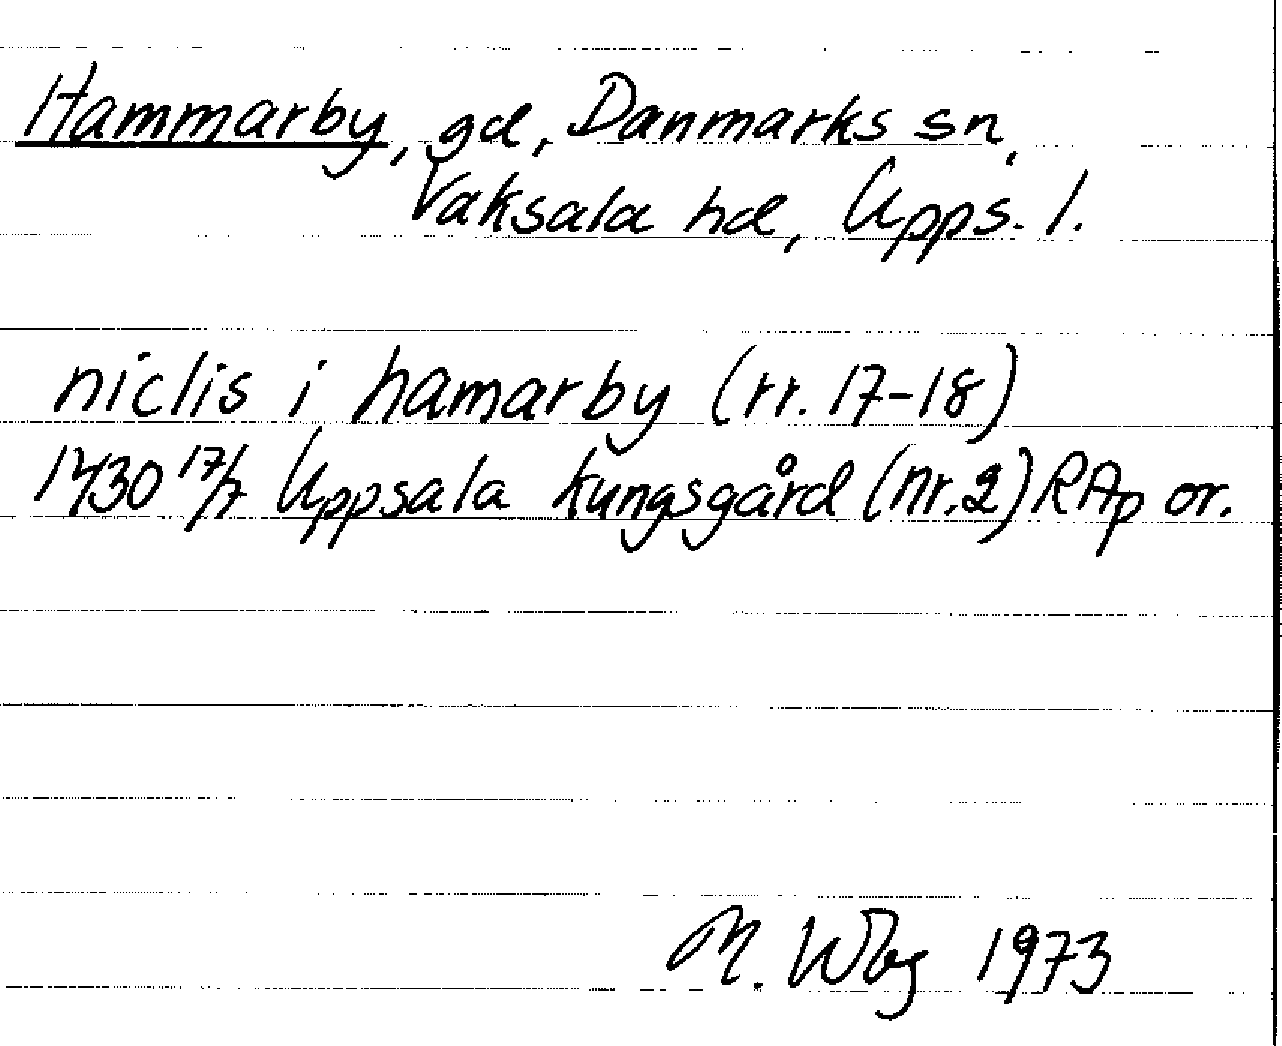 Hammarby, gd, Danmarks sn,
Vaksala hd, Upps. l.
niclis i hamarby (rr. 17-18)
1430 17/7 Uppsala kungsgård (nr. 2) RAp or.
M. Wbg 1973